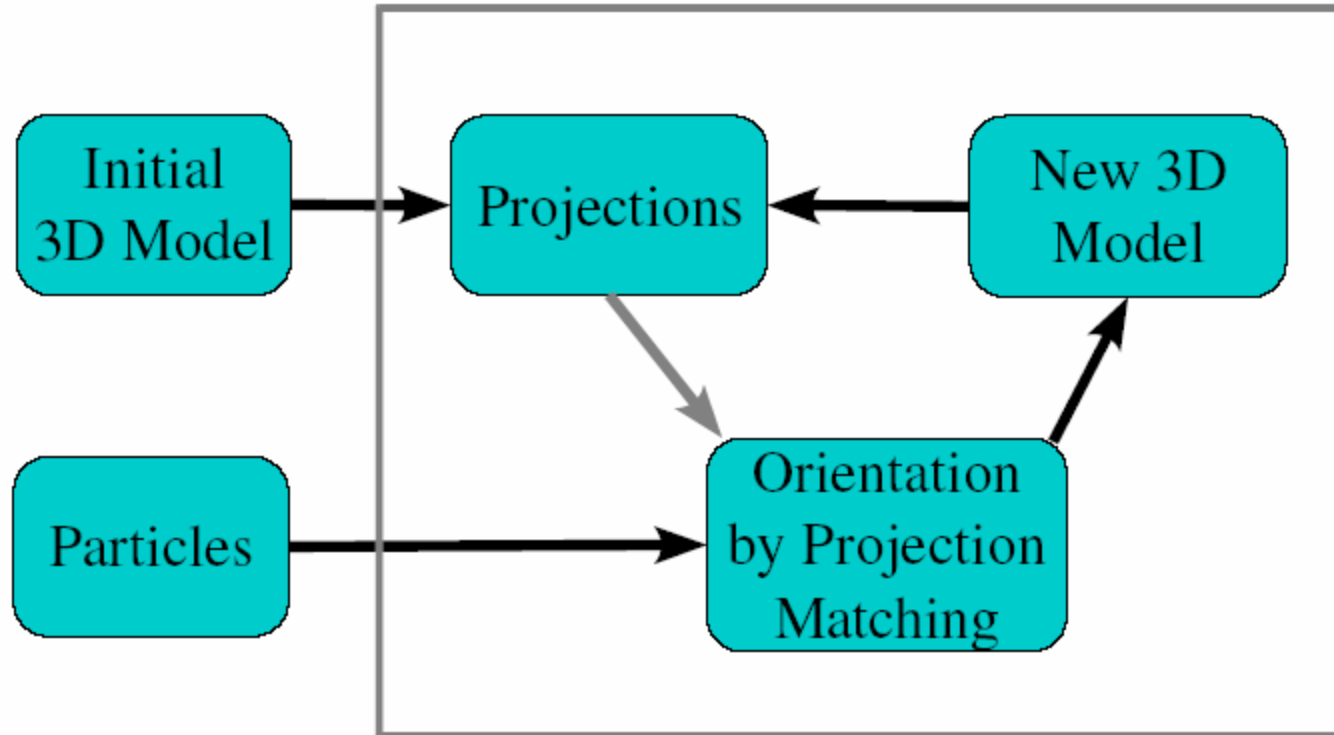 Initial
3D Model
Projections
New 3D
Model
Particles
Orientation
by Projection
Matching